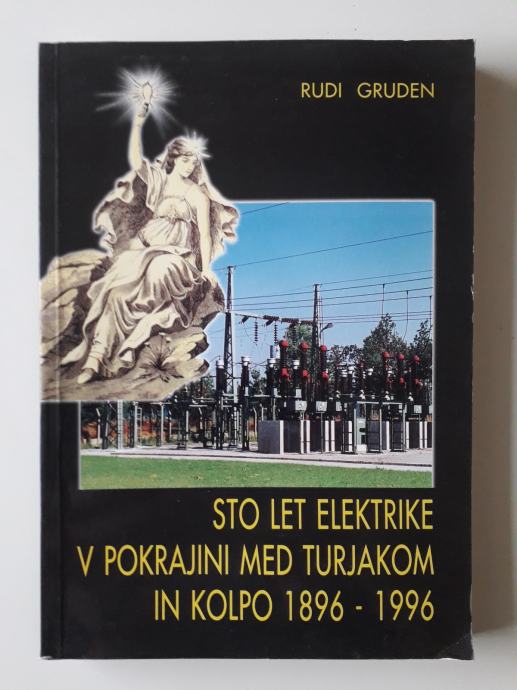 RUDI GRUDEN
STO LET ELEKTRIKE
V POKRAJINI MED TURJAKOM
IN KOLPO 1896 - 1996